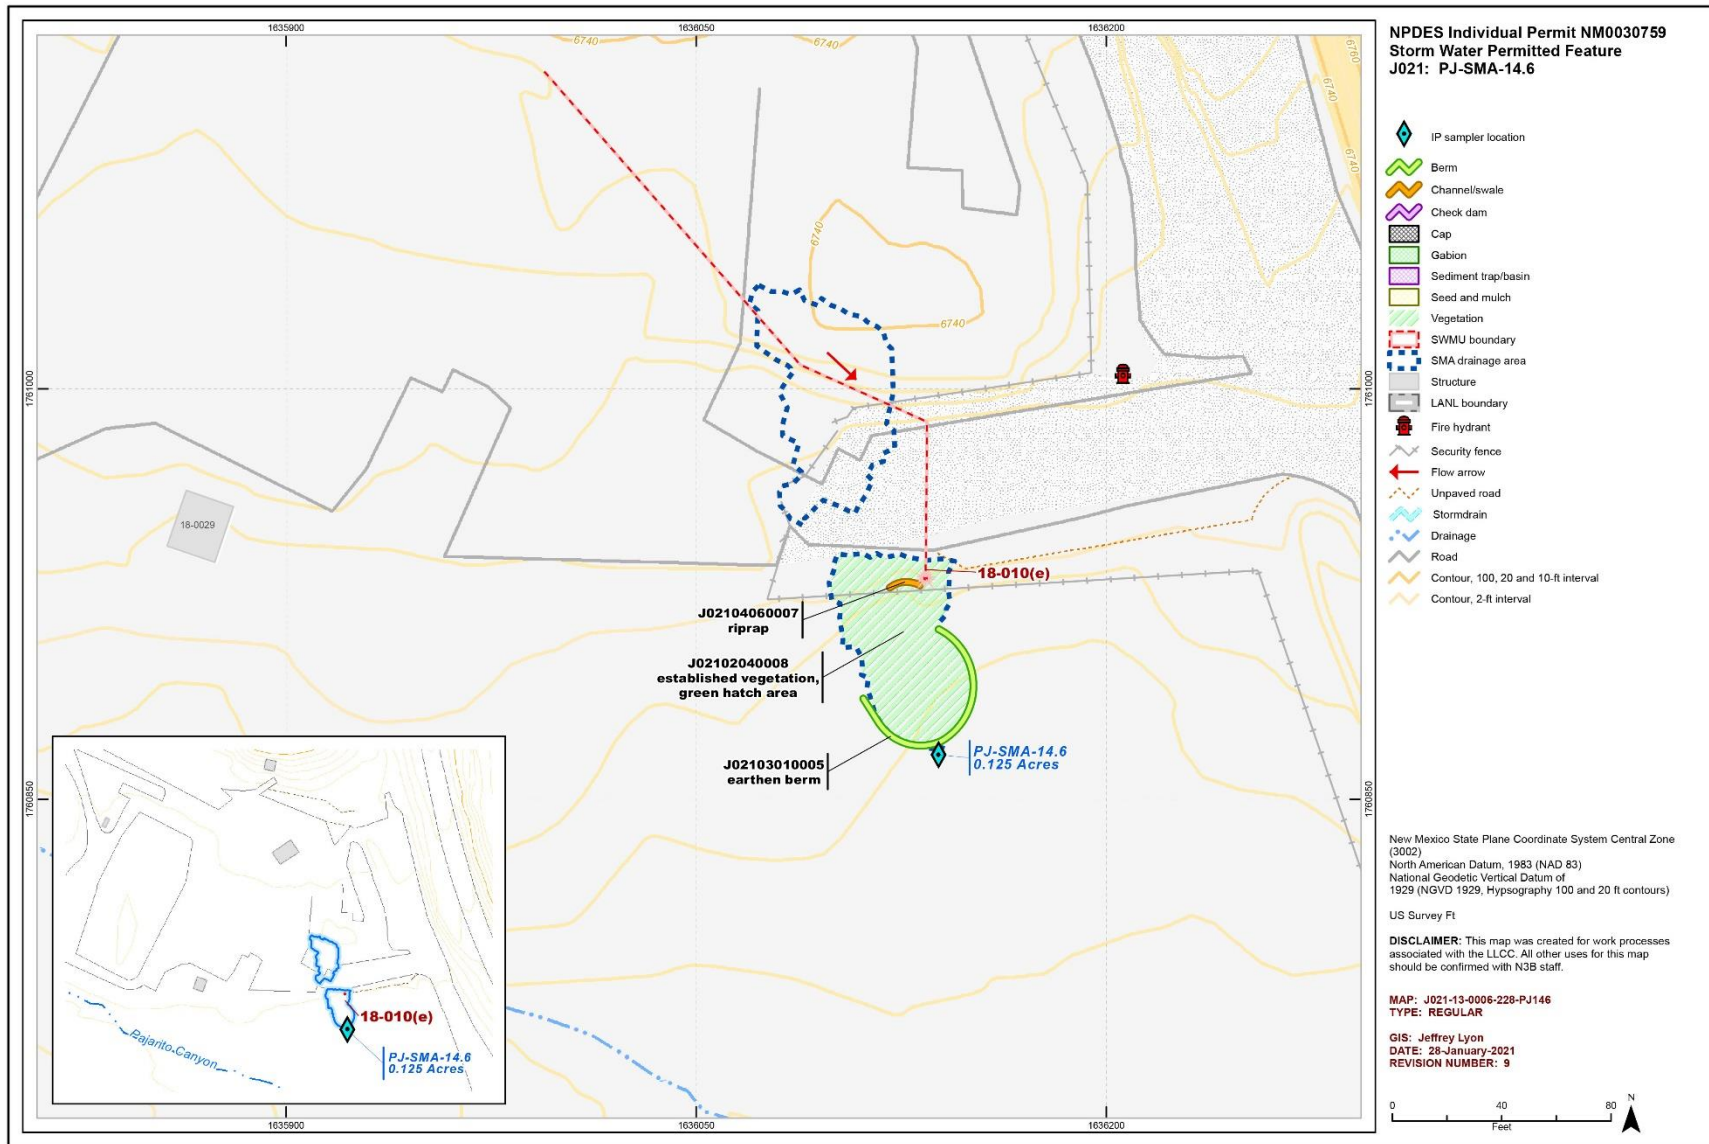 1635900
1636050
1636200
6740
6740
6760
6740
6740
6740
6740
1761000
1761000
18-0029
18-010(e)
J02104060007
riprap
J02102040008
established vegetation,
green hatch area
J02103010005
earthen berm
PJ-SMA-14.6
0.125 Acres
1760850
1760850
18-010(e)
Pajarito Canyon
PJ-SMA-14.6
0.125 Acres
1635900
1636050
1636200
NPDES Individual Permit NM0030759
Storm Water Permitted Feature
J021: PJ-SMA-14.6
IP sampler location
Berm
Channel/swale
Check dam
Cap
Gabion
Sediment trap/basin
Seed and mulch
Vegetation
SWMU boundary
SMA drainage area
Structure
LANL boundary
Fire hydrant
Security fence
Flow arrow
Unpaved road
Stormdrain
Drainage
Road
Contour, 100, 20 and 10-ft interval
Contour, 2-ft interval
New Mexico State Plane Coordinate System Central Zone
(3002)
North American Datum, 1983 (NAD 83)
National Geodetic Vertical Datum of
1929 (NGVD 1929, Hypsography 100 and 20 ft contours)
US Survey Ft
DISCLAIMER: This map was created for work processes
associated with the LLCC. All other uses for this map
should be confirmed with N3B staff.
MAP: J021-13-0006-228-PJ146
TYPE: REGULAR
GIS: Jeffrey Lyon
DATE: 28-January-2021
REVISION NUMBER: 9
0 40 80
Feet
N